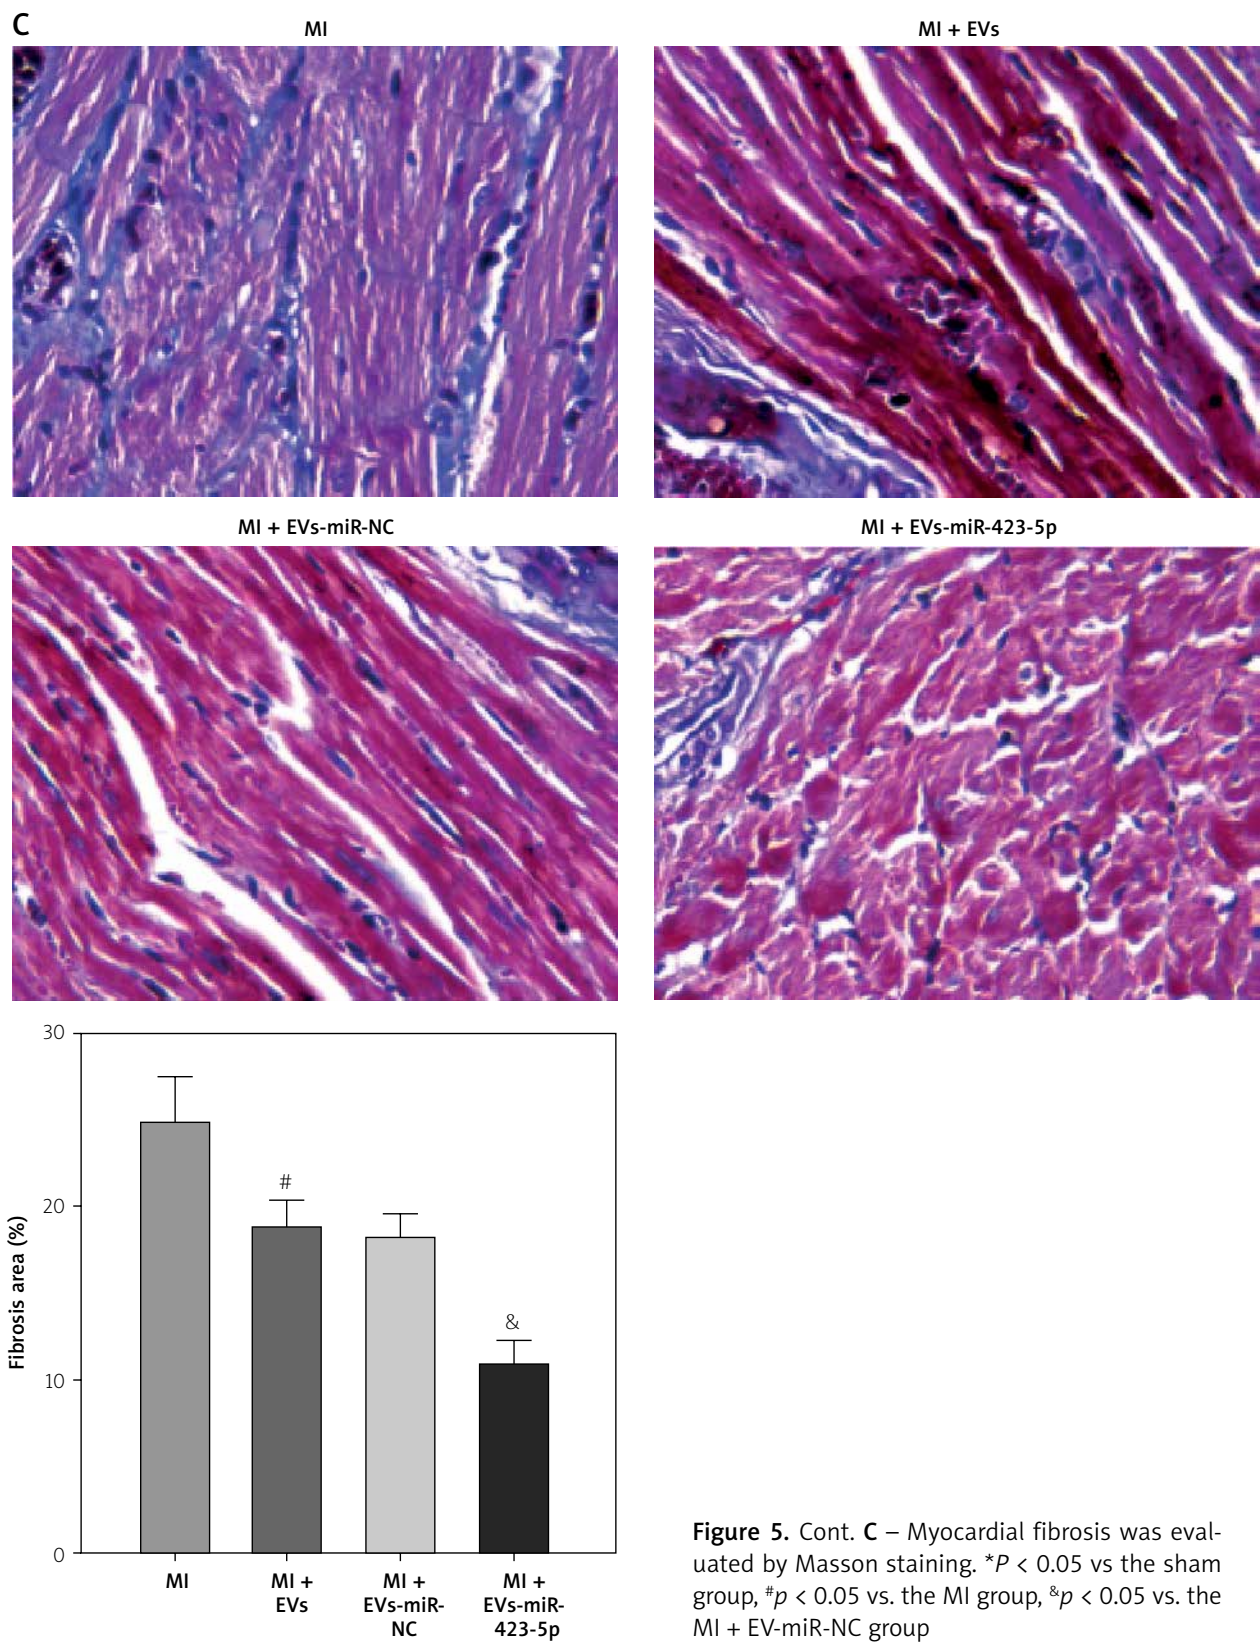 C
MI
MI + EVs
MI + EVs-miR-NC
MI + EVs-miR-423-5p
30
20
10
0
Fibrosis area (%)
#
&
MI
MI +
EVs
MI +
EVs-miR-
NC
MI +
EVs-miR-
423-5p
Figure 5. Cont. C – Myocardial fibrosis was eval-
uated by Masson staining. *P < 0.05 vs the sham
group, #p < 0.05 vs. the MI group, &p < 0.05 vs. the
MI + EV-miR-NC group